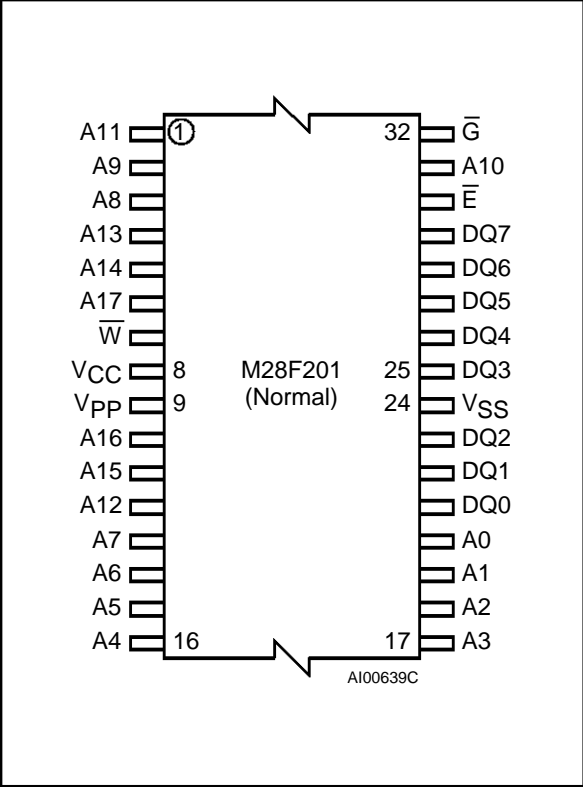 A11 1 32 G̅
A9 A10
A8 E̅
A13 DQ7
A14 DQ6
A17 DQ5
W̅ DQ4
VCC 8 M28F201 25 DQ3
VPP 9 (Normal) 24 VSS
A16 DQ2
A15 DQ1
A12 DQ0
A7 A0
A6 A1
A5 A2
A4 16 17 A3
AI00639C